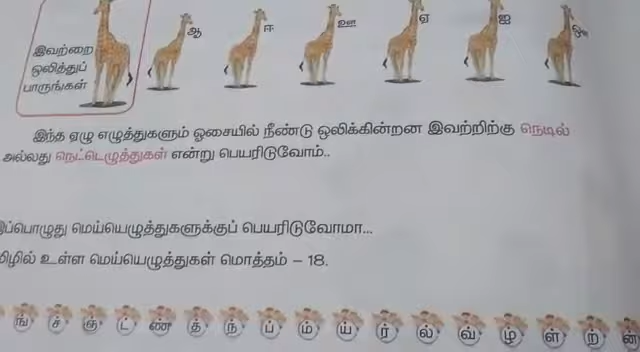 ஆ ஈ ஊ ஏ ஐ ஓ
இவற்றை
ஒலித்துப்
பாருங்கள்
இந்த ஏழு எழுத்துகளும் ஓசையில் நீண்டு ஒலிக்கின்றன இவற்றிற்கு நெடில்
அல்லது நெட்டெழுத்துகள் என்று பெயரிடுவோம்..
இப்பொழுது மெய்யெழுத்துகளுக்குப் பெயரிடுவோமா...
மிழில் உள்ள மெய்யெழுத்துகள் மொத்தம் – 18.
ங் ச் ஞ் ட் ண் த் ந் ப் ம் ய் ர் ல் வ் ழ் ள் ற் ன்